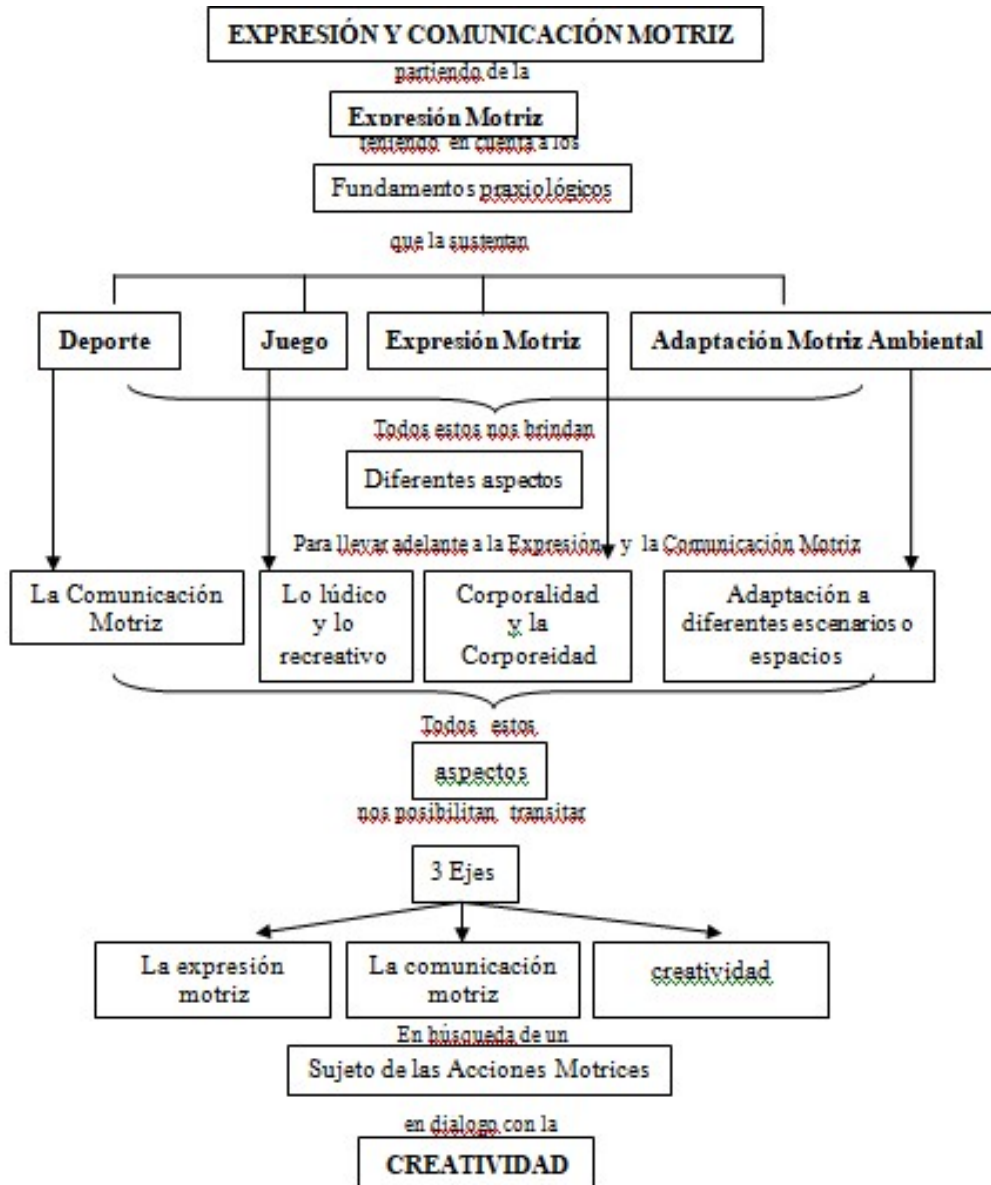 EXPRESIÓN Y COMUNICACIÓN MOTRIZ
partiendo de la
Expresión Motriz
teniendo en cuenta a los
Fundamentos praxiológicos
que la sustentan
Deporte
Juego
Expresión Motriz
Adaptación Motriz Ambiental
Todos estos nos brindan
Diferentes aspectos
Para llevar adelante a la Expresión y la Comunicación Motriz
La Comunicación
Motriz
Lo lúdico
y lo
recreativo
Corporalidad
y la
Corporeidad
Adaptación a
diferentes escenarios o
espacios
Todos estos
aspectos
nos posibilitan transitar
3 Ejes
La expresión
motriz
La comunicación
motriz
creatividad
En búsqueda de un
Sujeto de las Acciones Motrices
en dialogo con la
CREATIVIDAD